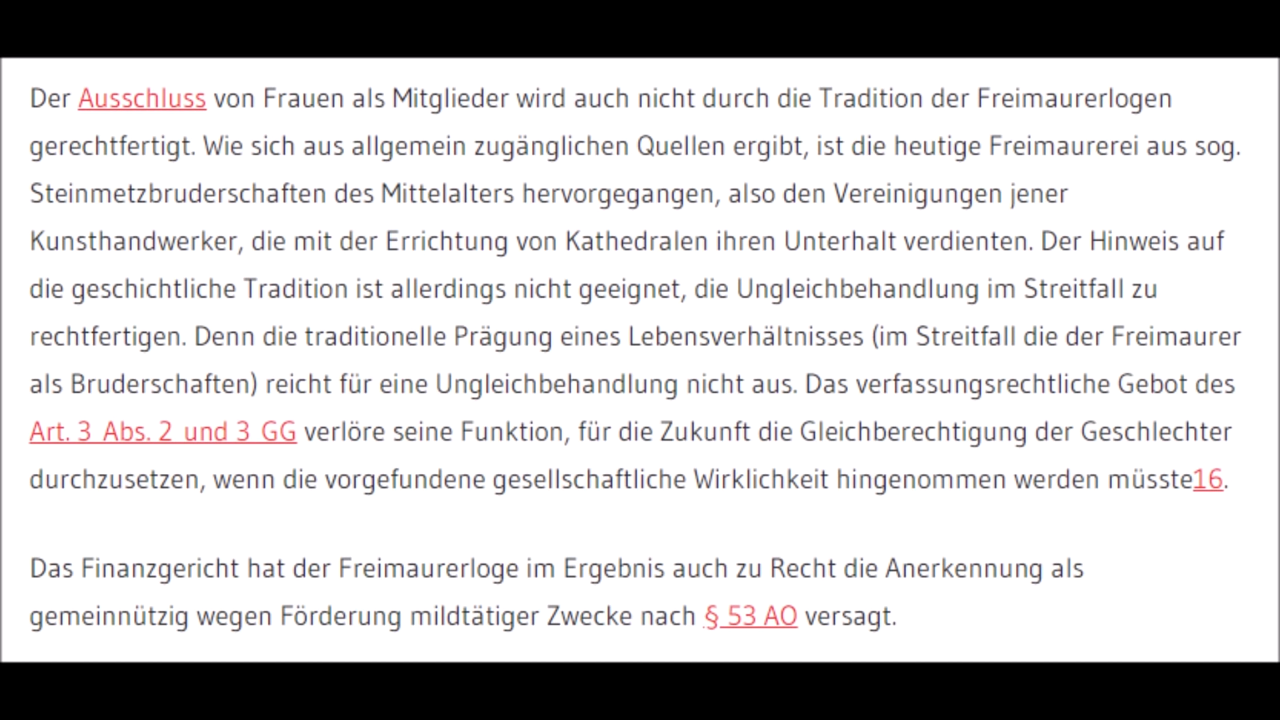 Der Ausschluss von Frauen als Mitglieder wird auch nicht durch die Tradition der Freimaurerlogen
gerechtfertigt. Wie sich aus allgemein zugänglichen Quellen ergibt, ist die heutige Freimaurerei aus sog.
Steinmetzbruderschaften des Mittelalters hervorgegangen, also den Vereinigungen jener
Kunsthandwerker, die mit der Errichtung von Kathedralen ihren Unterhalt verdienten. Der Hinweis auf
die geschichtliche Tradition ist allerdings nicht geeignet, die Ungleichbehandlung im Streitfall zu
rechtfertigen. Denn die traditionelle Prägung eines Lebensverhältnisses (im Streitfall die der Freimaurer
als Bruderschaften) reicht für eine Ungleichbehandlung nicht aus. Das verfassungsrechtliche Gebot des
Art. 3 Abs. 2 und 3 GG verlöre seine Funktion, für die Zukunft die Gleichberechtigung der Geschlechter
durchzusetzen, wenn die vorgefundene gesellschaftliche Wirklichkeit hingenommen werden müsste16.
Das Finanzgericht hat der Freimaurerloge im Ergebnis auch zu Recht die Anerkennung als
gemeinnützig wegen Förderung mildtätiger Zwecke nach § 53 AO versagt.